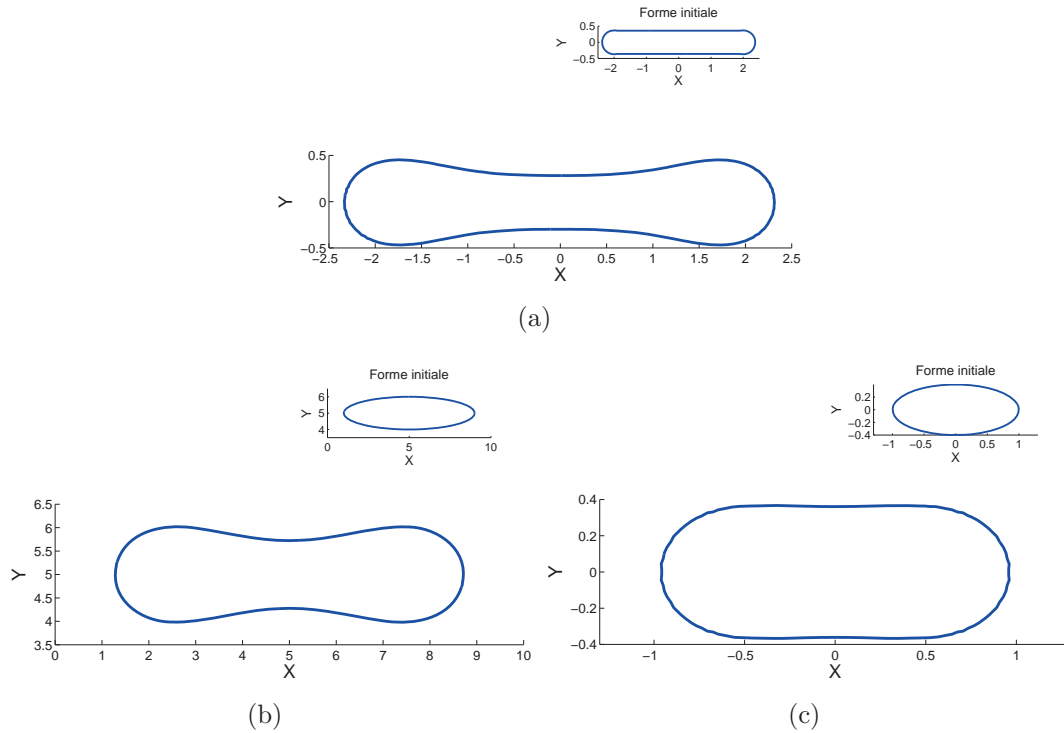 Forme initiale
0.5
0
−0.5
Y
−2 −1 0 1 2
X
0.5
0
−0.5
Y
−2.5 −2 −1.5 −1 −0.5 0 0.5 1 1.5 2 2.5
X
(a)
Forme initiale
6
5
4
Y
0 5 10
X
6.5
6
5.5
5
4.5
4
3.5
Y
0 1 2 3 4 5 6 7 8 9 10
X
(b)
Forme initiale
0.2
0
−0.2
−0.4
Y
−1 −0.5 0 0.5 1
X
0.4
0.2
0
−0.2
−0.4
Y
−1 −0.5 0 0.5 1
X
(c)